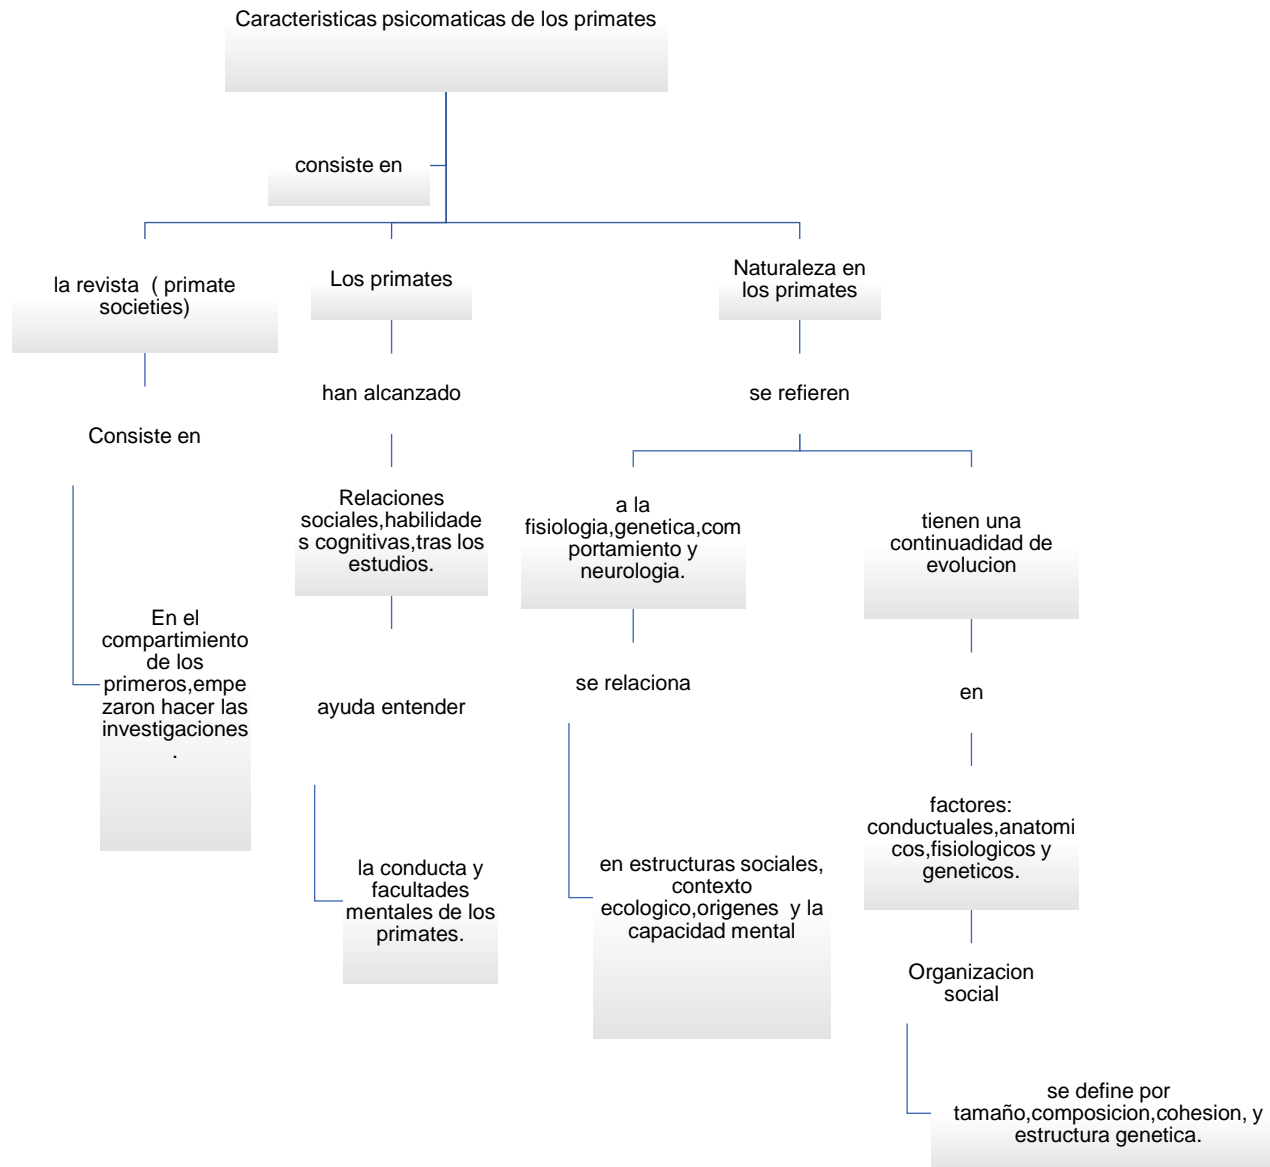 Caracteristicas psicomaticas de los primates
consiste en
la revista ( primate
societies)
Consiste en
En el
compartimiento
de los
primeros,empe
zaron hacer las
investigaciones
.
Los primates
han alcanzado
Relaciones
sociales,habilidade
s cognitivas,tras los
estudios.
ayuda entender
la conducta y
facultades
mentales de los
primates.
Naturaleza en
los primates
se refieren
a la
fisiologia,genetica,com
portamiento y
neurologia.
se relaciona
en estructuras sociales,
contexto
ecologico,origenes y la
capacidad mental
tienen una
continuadidad de
evolucion
en
factores:
conductuales,anatomi
cos,fisiologicos y
geneticos.
Organizacion
social
se define por
tamaño,composicion,cohesion, y
estructura genetica.